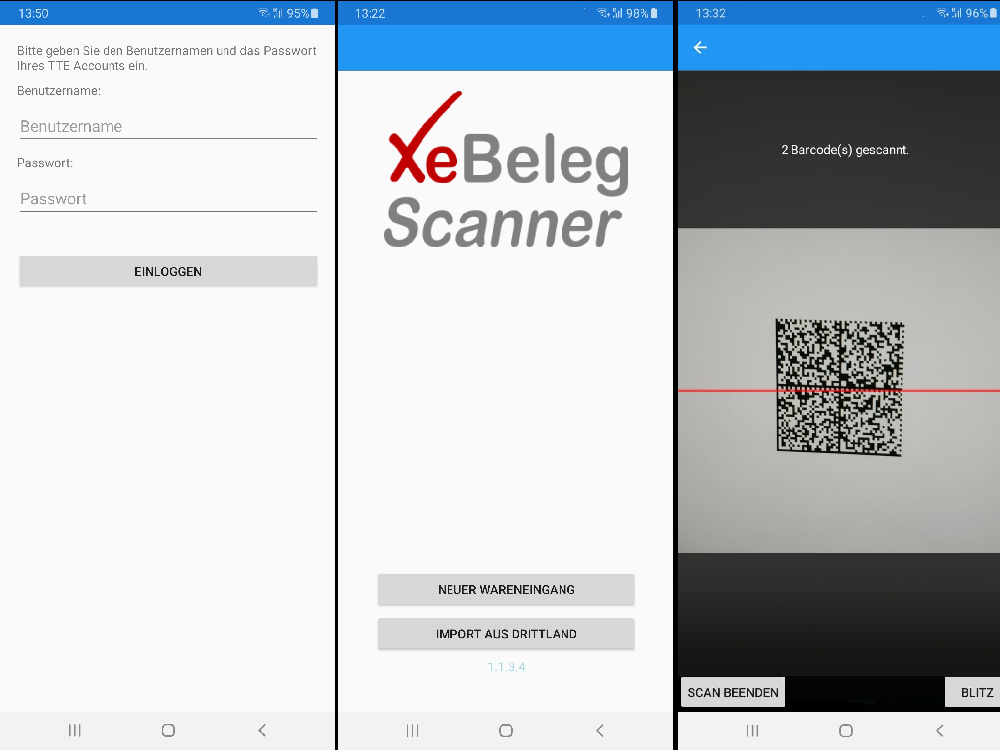 13:50
95%
Bitte geben Sie den Benutzernamen und das Passwort
Ihres TTE Accounts ein.
Benutzername:
Benutzername
Passwort:
Passwort
EINLOGGEN
13:22
98%
XeBeleg
Scanner
NEUER WARENEINGANG
IMPORT AUS DRITTLAND
1.1.3.4
13:32
96%
2 Barcode(s) gescannt.
SCAN BEENDEN
BLITZ